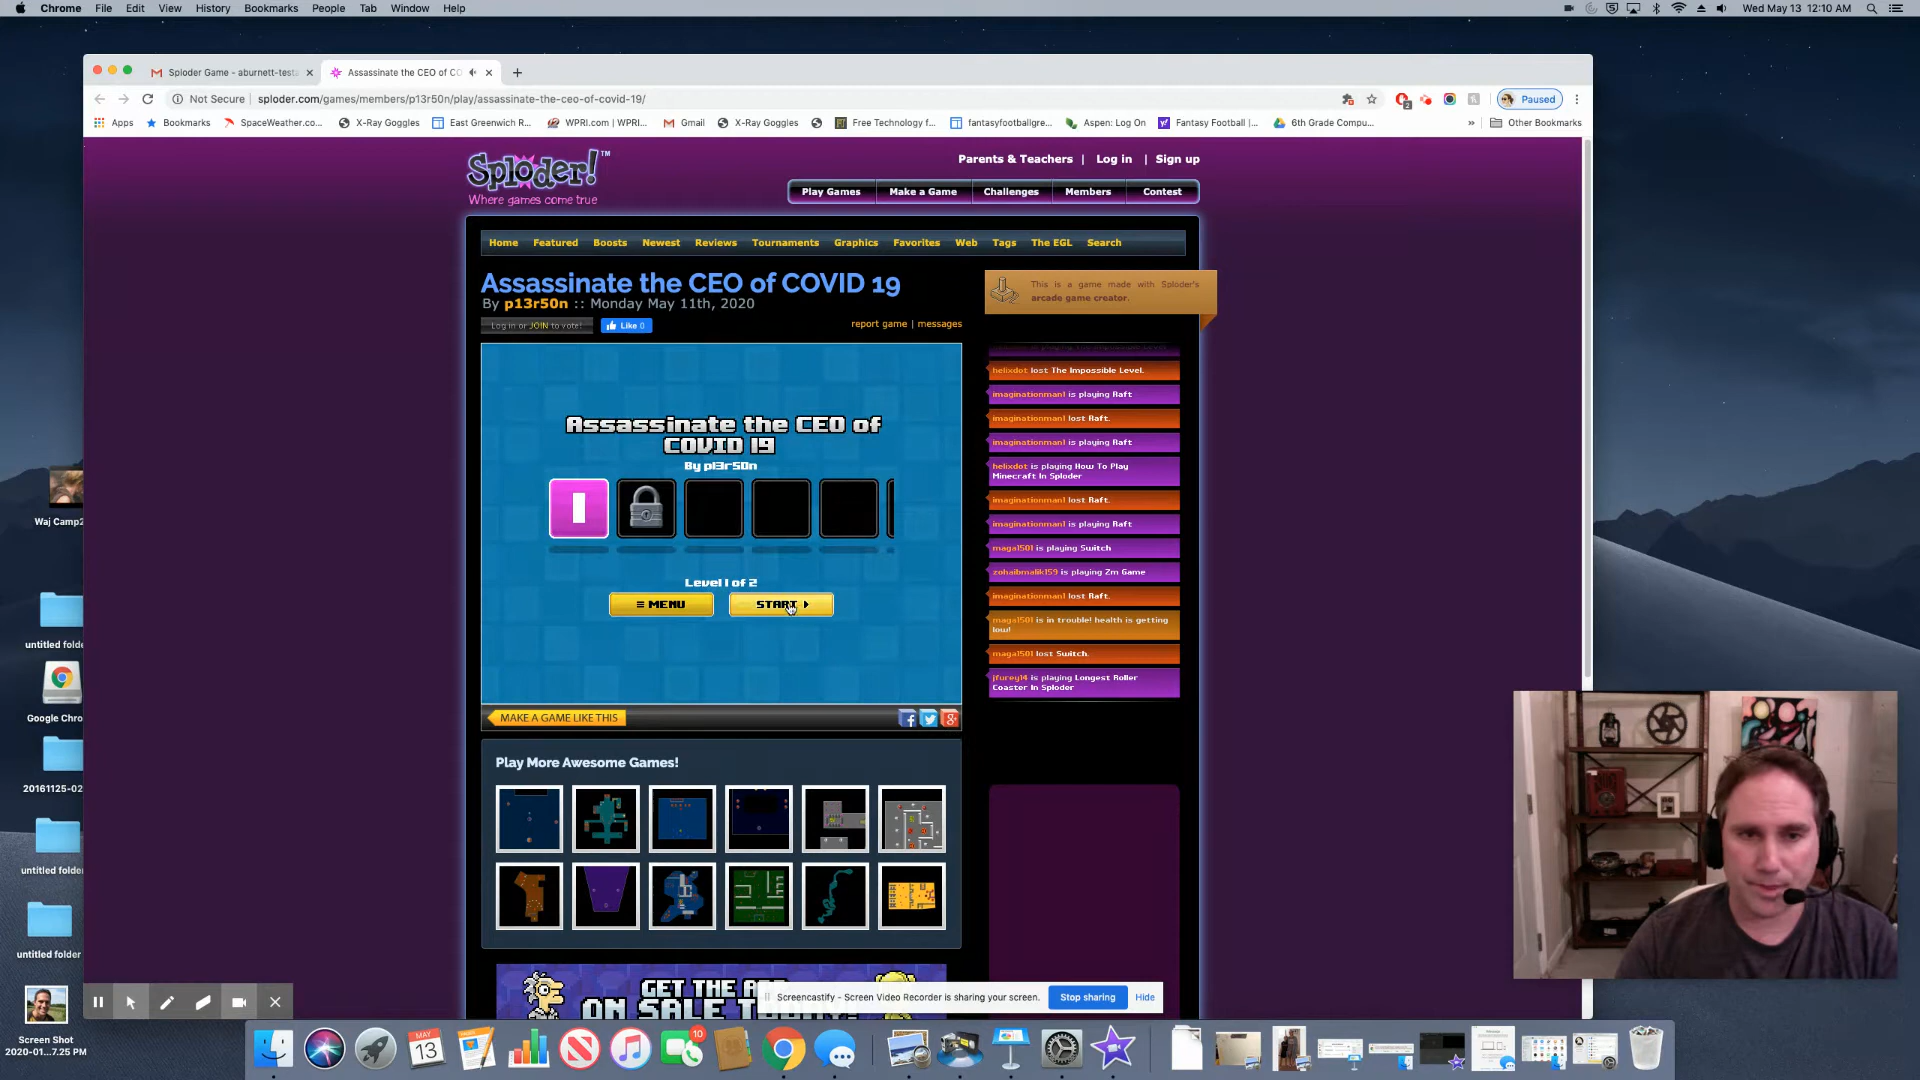 Chrome File Edit View History Bookmarks People Tab Window Help
Wed May 13 12:10 AM
Sploder Game - aburnett-testa
Assassinate the CEO of CO
Not Secure
sploder.com/games/members/p13r50n/play/assassinate-the-ceo-of-covid-19/
Paused
Apps
Bookmarks
SpaceWeather.co...
X-Ray Goggles
East Greenwich R...
WPRI.com | WPRI...
Gmail
X-Ray Goggles
Free Technology f...
fantasyfootballgre...
Aspen: Log On
Fantasy Football |...
6th Grade Compu...
»
Other Bookmarks
Sploder!™
Where games come true
Parents & Teachers | Log in | Sign up
Play Games
Make a Game
Challenges
Members
Contest
Home Featured Boosts Newest Reviews Tournaments Graphics Favorites Web Tags The EGL Search
Assassinate the CEO of COVID 19
By p13r50n :: Monday May 11th, 2020
Log in or JOIN to vote!
Like 0
report game | messages
This is a game made with Sploder's
arcade game creator.
Assassinate the CEO of
COVID 19
By p13r50n
1
Level 1 of 2
MENU
START
MAKE A GAME LIKE THIS
helixdot lost The Impossible Level.
imaginationman1 is playing Raft
imaginationman1 lost Raft.
imaginationman1 is playing Raft
helixdot is playing How To Play
Minecraft In Sploder
imaginationman1 lost Raft.
imaginationman1 is playing Raft
maga1501 is playing Switch
zohaibmalik159 is playing Zm Game
imaginationman1 lost Raft.
maga1501 is in trouble! health is getting
low!
maga1501 lost Switch.
jfurey14 is playing Longest Roller
Coaster In Sploder
Play More Awesome Games!
GET THE AP
ON SALE TODAY!
Screencastify - Screen Video Recorder is sharing your screen.
Stop sharing
Hide
Waj Camp2
untitled folde
Google Chro
20161125-02
untitled folder
untitled folder
Screen Shot
2020-01...7.25 PM
MAY
13
10